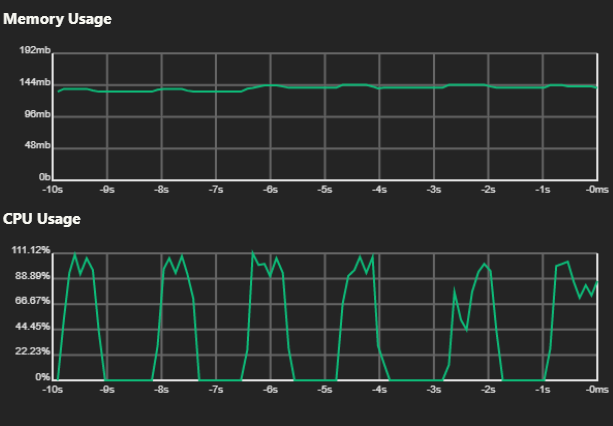 Memory Usage
192mb
144mb
96mb
48mb
0b
-10s -9s -8s -7s -6s -5s -4s -3s -2s -1s -0ms
CPU Usage
111.12%
88.89%
66.67%
44.45%
22.23%
0%
-10s -9s -8s -7s -6s -5s -4s -3s -2s -1s -0ms